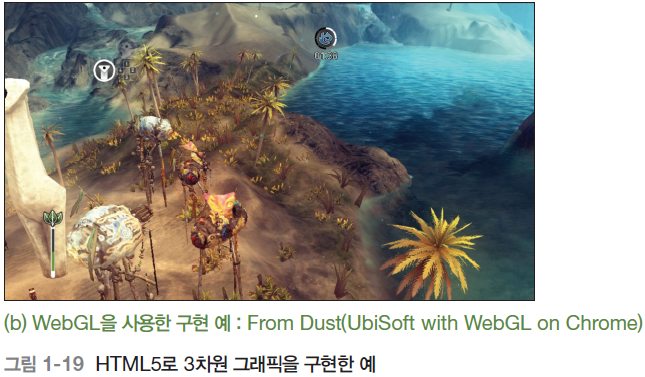 (b) WebGL을 사용한 구현 예 : From Dust(UbiSoft with WebGL on Chrome)
그림 1-19 HTML5로 3차원 그래픽을 구현한 예